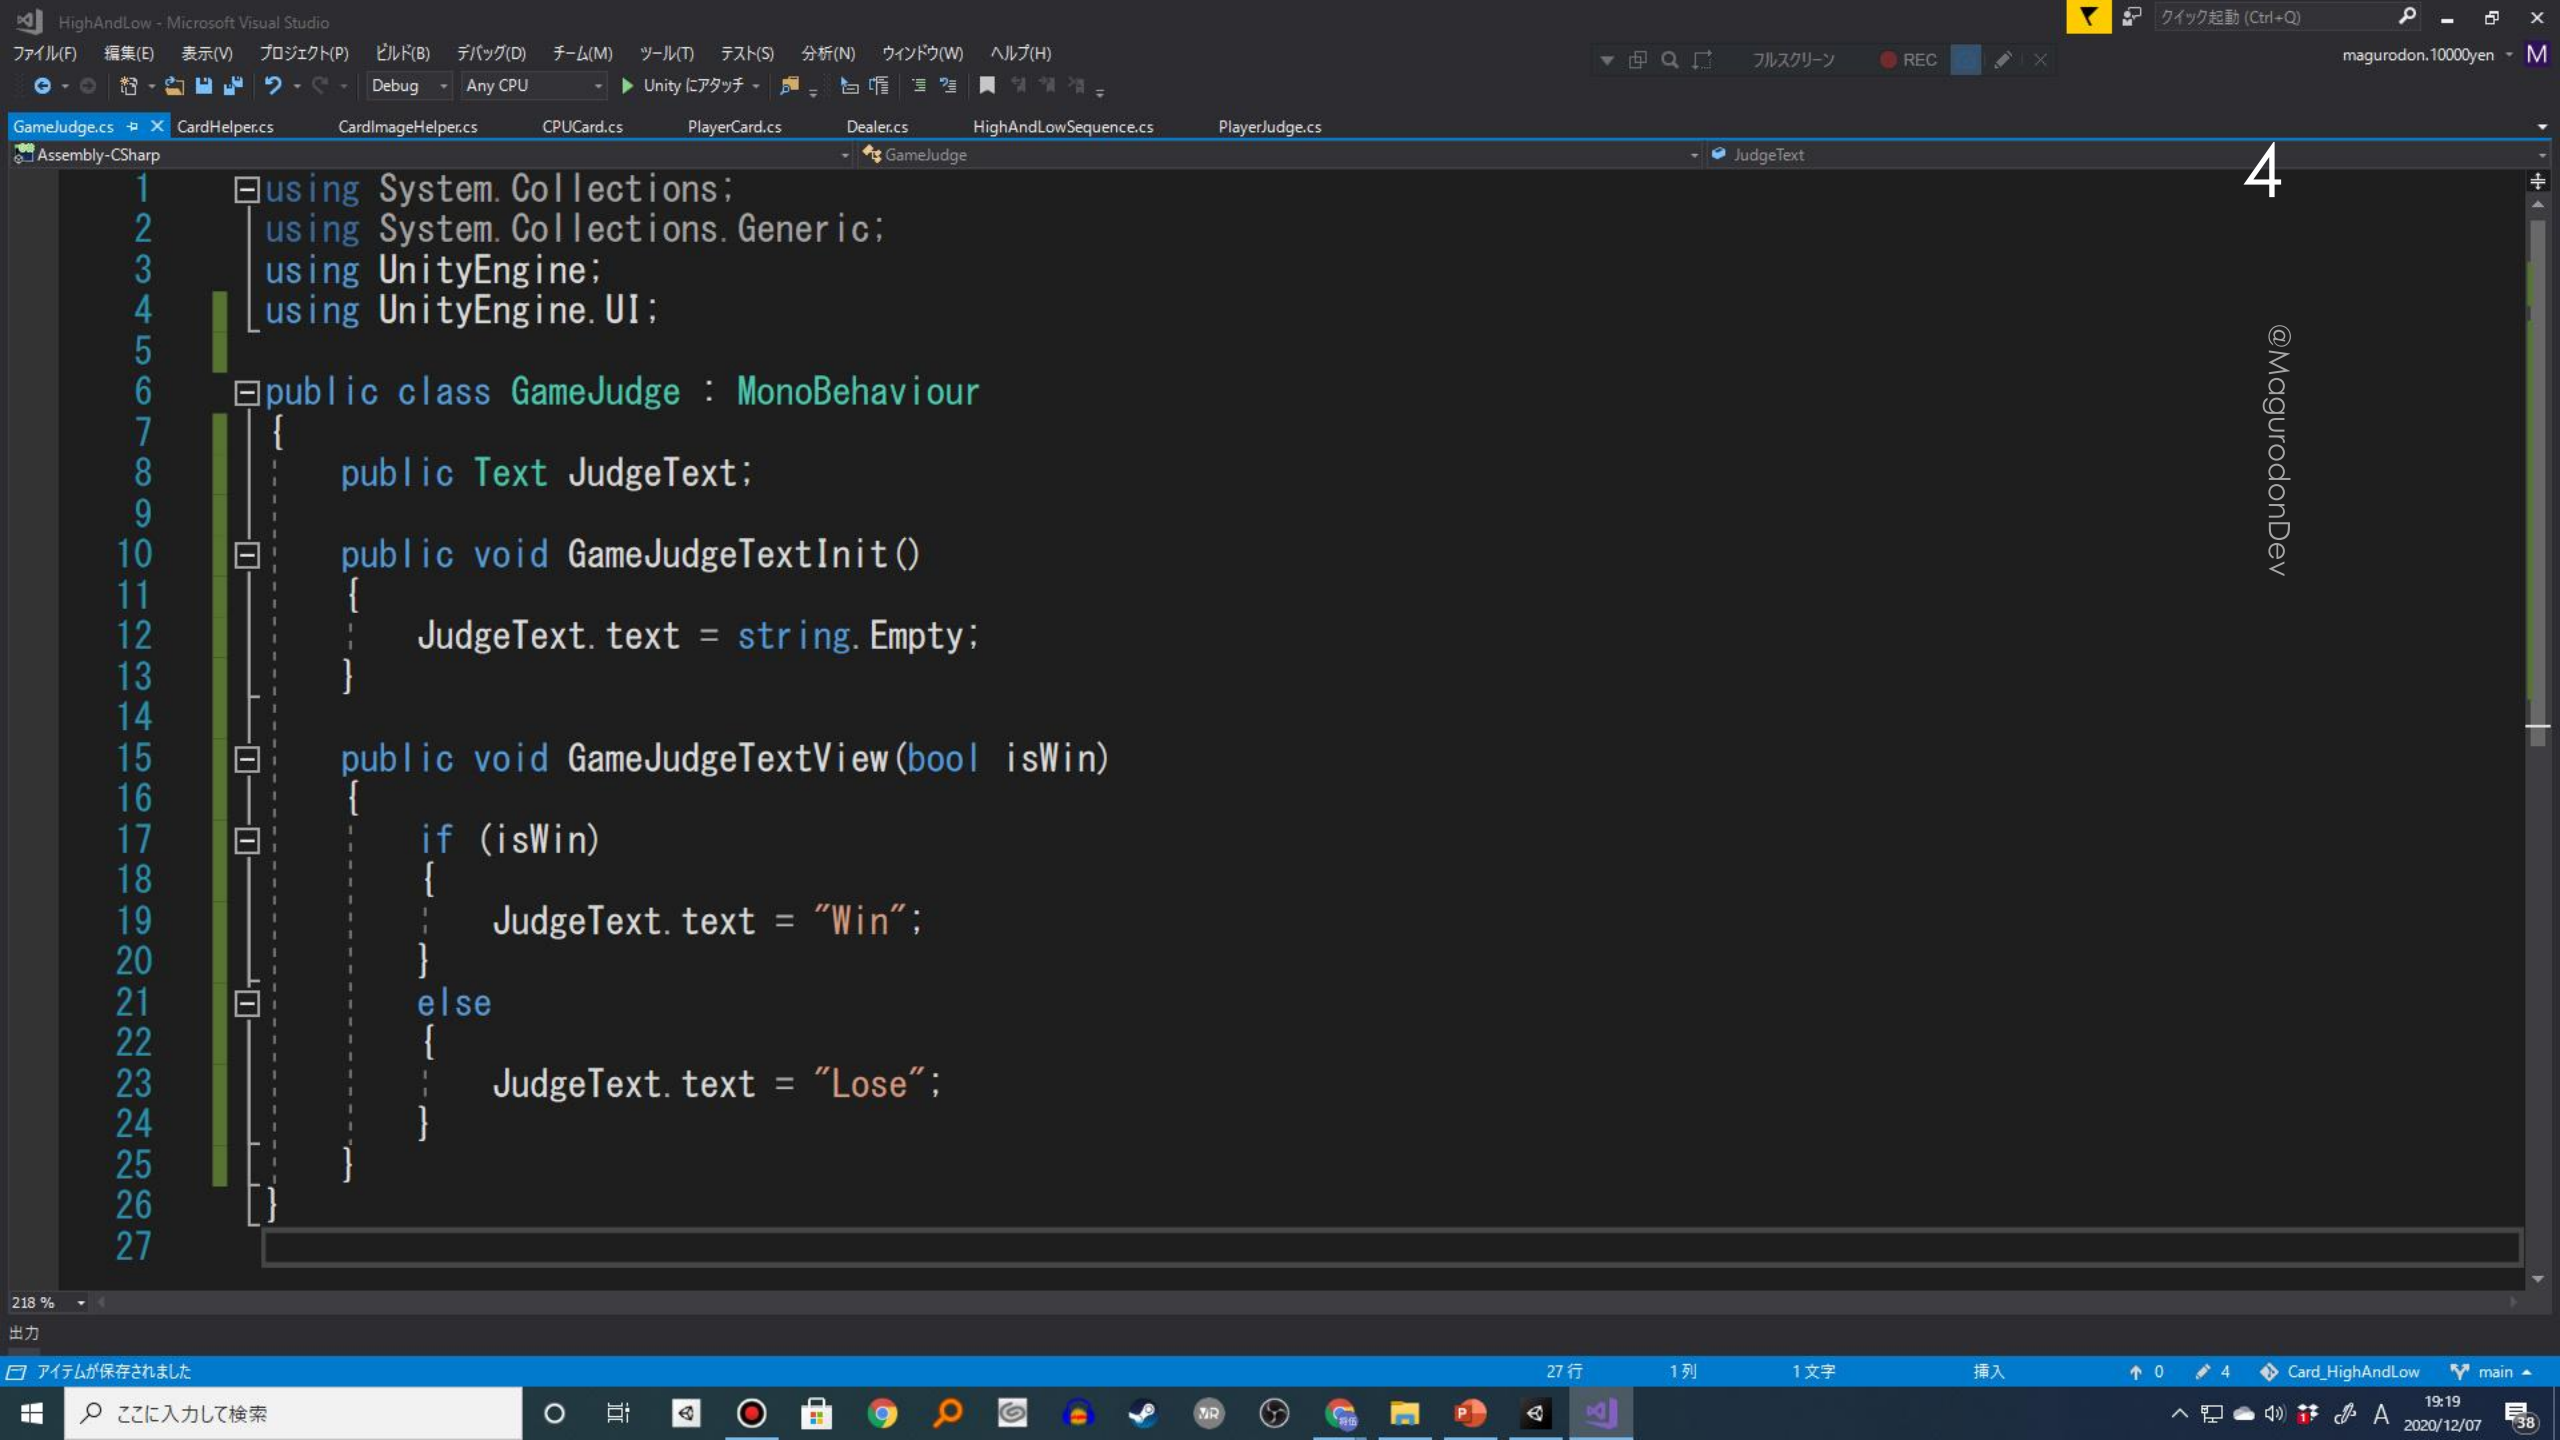 HighAndLow - Microsoft Visual Studio
クイック起動 (Ctrl+Q)
ファイル(F) 編集(E) 表示(V) プロジェクト(P) ビルド(B) デバッグ(D) チーム(M) ツール(T) テスト(S) 分析(N) ウィンドウ(W) ヘルプ(H)
フルスクリーン REC
magurodon.10000yen M
Debug Any CPU Unity にアタッチ
GameJudge.cs CardHelper.cs CardImageHelper.cs CPUCard.cs PlayerCard.cs Dealer.cs HighAndLowSequence.cs PlayerJudge.cs
Assembly-CSharp GameJudge JudgeText
4
@MagurodonDev
1 using System.Collections;
2 using System.Collections.Generic;
3 using UnityEngine;
4 using UnityEngine.UI;
5
6 public class GameJudge : MonoBehaviour
7 {
8 public Text JudgeText;
9
10 public void GameJudgeTextInit()
11 {
12 JudgeText.text = string.Empty;
13 }
14
15 public void GameJudgeTextView(bool isWin)
16 {
17 if (isWin)
18 {
19 JudgeText.text = "Win";
20 }
21 else
22 {
23 JudgeText.text = "Lose";
24 }
25 }
26 }
27
218 %
出力
アイテムが保存されました 27 行 1 列 1 文字 挿入 0 4 Card_HighAndLow main
ここに入力して検索
A 19:19
2020/12/07
38